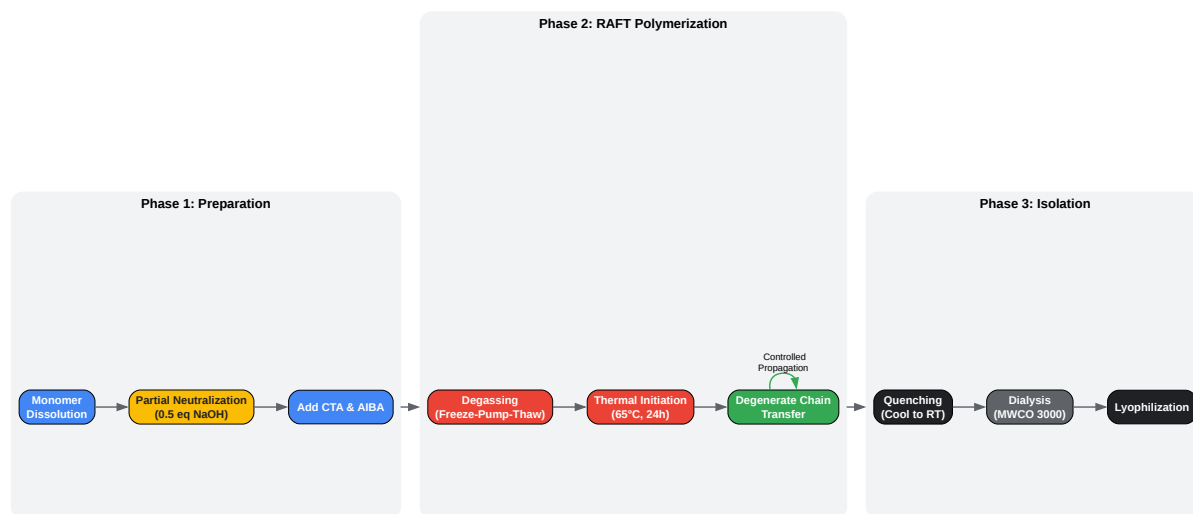 Phase 1: Preparation
Monomer
Dissolution
Partial Neutralization
(0.5 eq NaOH)
Add CTA & AIBA
Phase 2: RAFT Polymerization
Degassing
(Freeze-Pump-Thaw)
Thermal Initiation
(65°C, 24h)
Controlled
Propagation
Degenerate Chain
Transfer
Phase 3: Isolation
Quenching
(Cool to RT)
Dialysis
(MWCO 3000)
Lyophilization